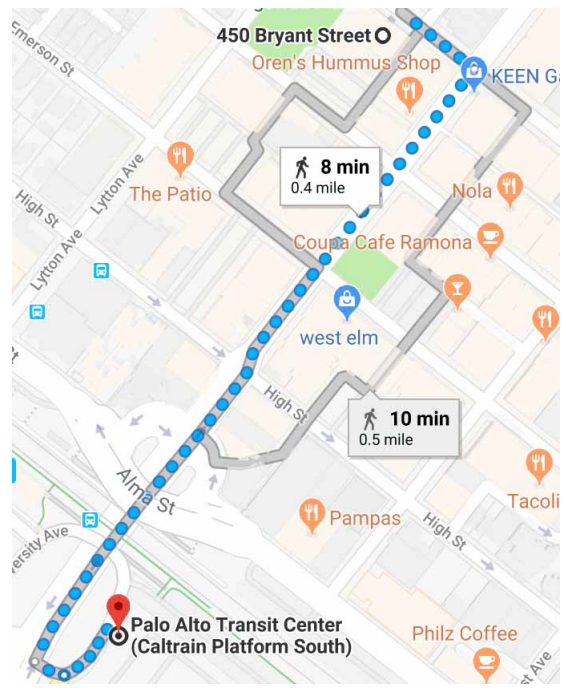 450 Bryant Street
Emerson St
Oren's Hummus Shop
KEEN Ga
Lytton Ave
8 min
0.4 mile
The Patio
High St
Nola
Lytton Ave
Coupa Cafe Ramona
west elm
High St
10 min
0.5 mile
Alma St
Tacoli
Pampas
High St
ersity Ave
Palo Alto Transit Center
(Caltrain Platform South)
Philz Coffee
st Ave